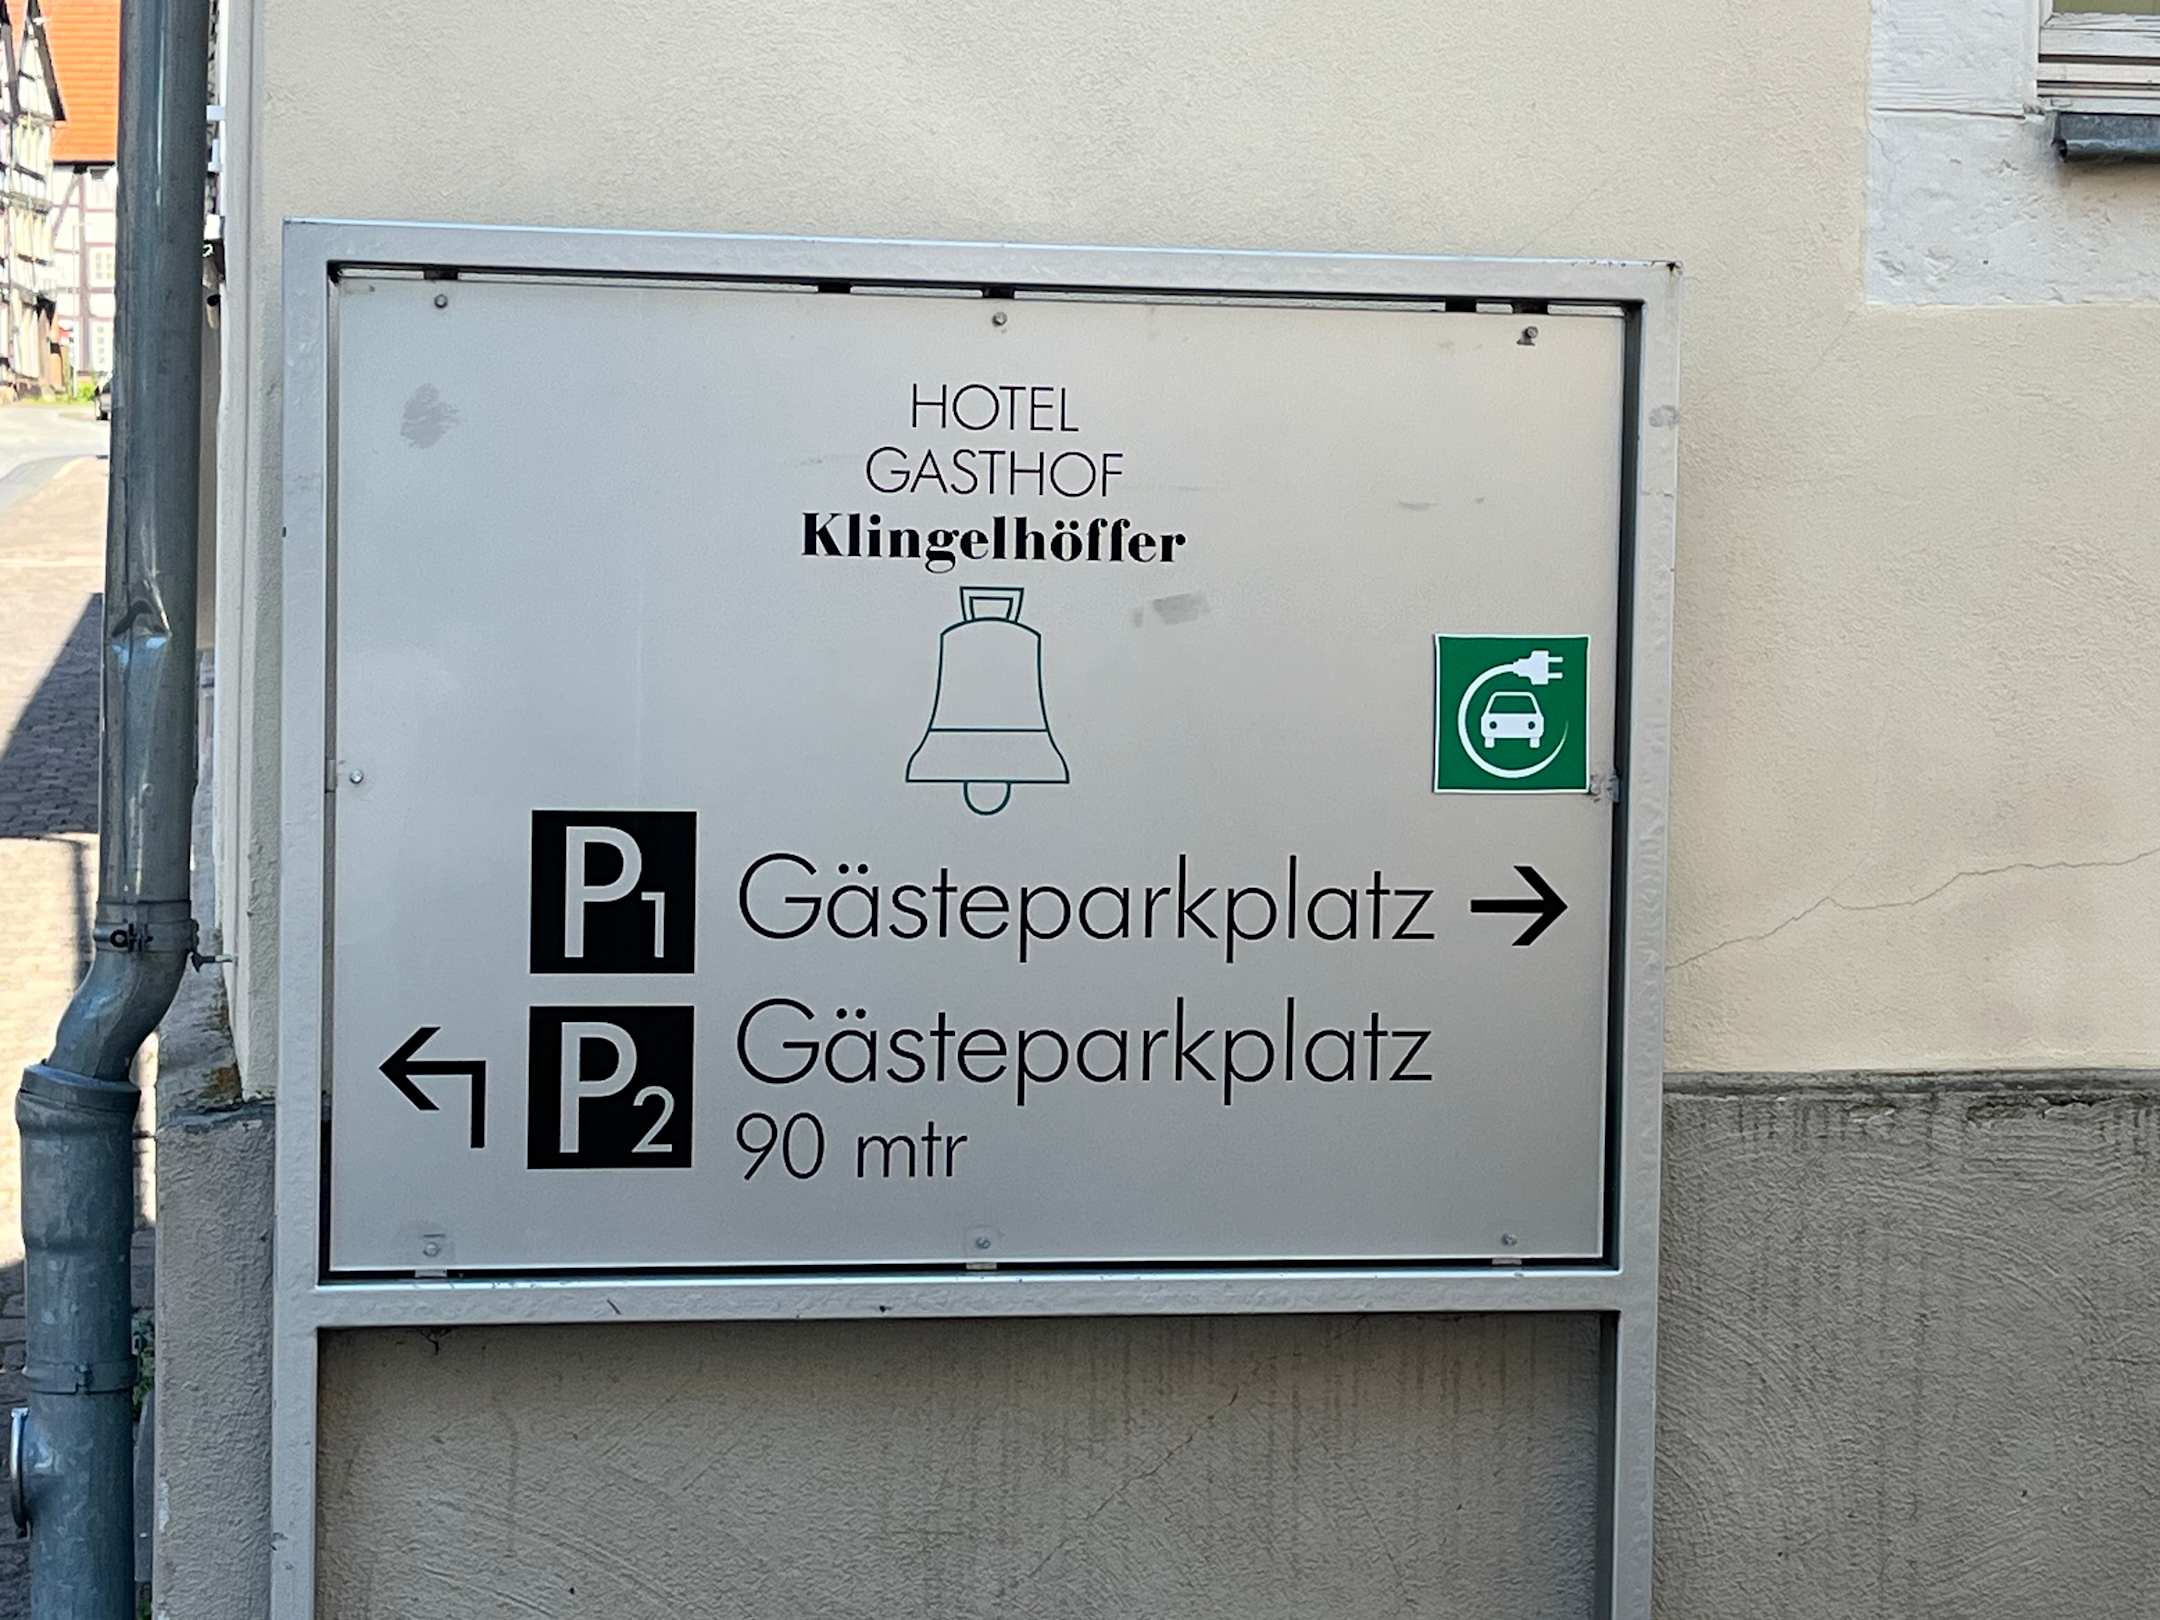 HOTEL
GASTHOF
Klingelhöffer
P1 Gästeparkplatz →
P2 Gästeparkplatz
90 mtr